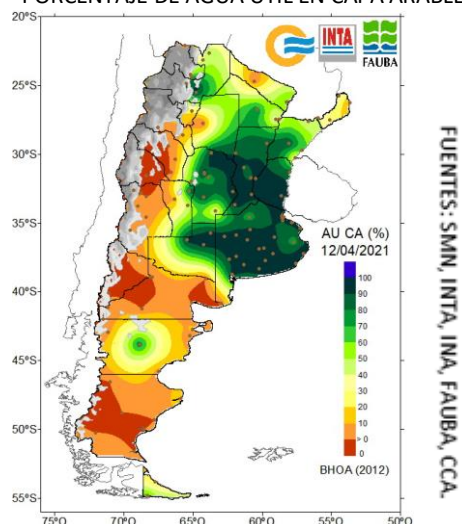 PORCENTAJE DE AGUA ÚTIL EN CAPA ARABLE
20°S
25°S
30°S
35°S
40°S
45°S
50°S
55°S
INTA
FAUBA
AU CA (%)
12/04/2021
100
90
80
70
60
50
40
30
20
10
> 0
0
BHOA (2012)
75°O
70°O
65°O
60°O
55°O
50°O
FUENTES: SMN, INTA, INA, FAUBA, CCA.